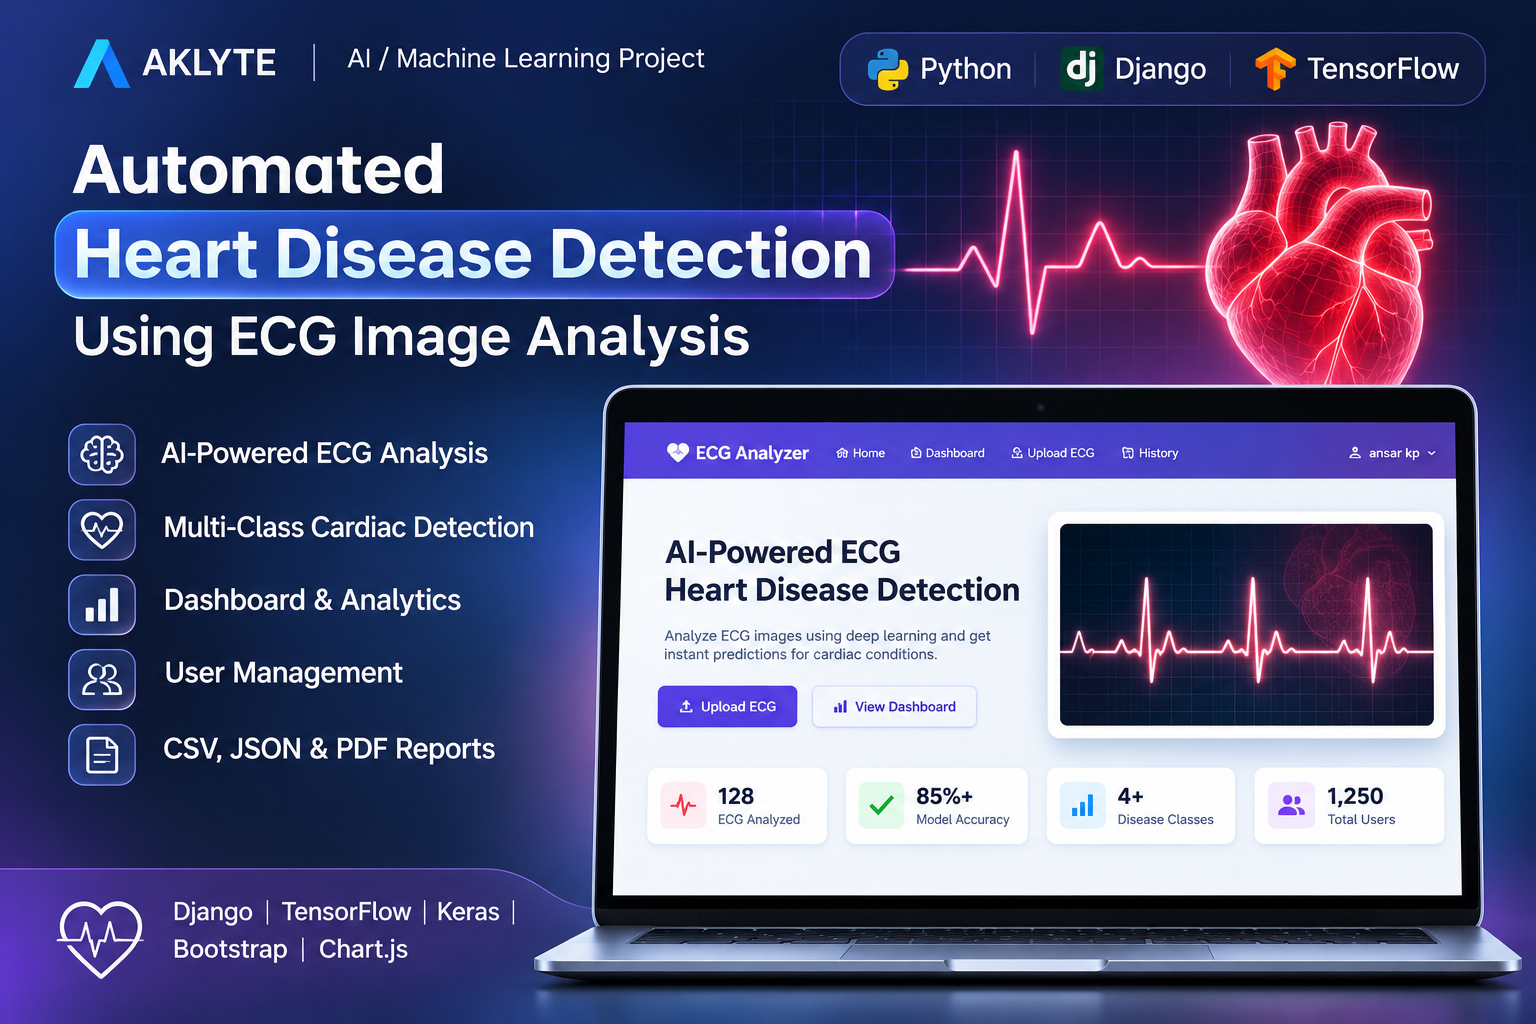 AKLYTE
AI / Machine Learning Project
Python
dj Django
TensorFlow
Automated
Heart Disease Detection
Using ECG Image Analysis
AI-Powered ECG Analysis
Multi-Class Cardiac Detection
Dashboard & Analytics
User Management
CSV, JSON & PDF Reports
Django | TensorFlow | Keras |
Bootstrap | Chart.js
ECG Analyzer
Home
Dashboard
Upload ECG
History
ansar kp
AI-Powered ECG
Heart Disease Detection
Analyze ECG images using deep learning and get
instant predictions for cardiac conditions.
Upload ECG
View Dashboard
128
ECG Analyzed
85%+
Model Accuracy
4+
Disease Classes
1,250
Total Users